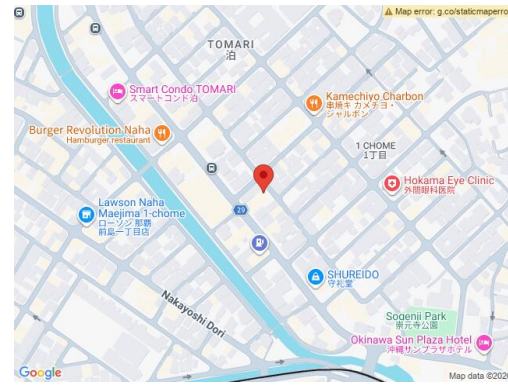 Map error: g.co/staticmaperro
TOMARI
泊
Smart Condo TOMARI
スマートコンド泊
Kamechiyo Charbon
串焼キ カメチヨ・
シャルボン
Burger Revolution Naha
Hamburger restaurant
1 CHOME
1丁目
Hokama Eye Clinic
外間眼科医院
Lawson Naha
Maejima 1-chome
ローソン 那覇
前島一丁目店
29
SHUREIDO
守礼堂
Nakayoshi Dori
Sogenji Park
崇元寺公園
Okinawa Sun Plaza Hotel
沖縄サンプラザホテル
Google
Map data ©2026